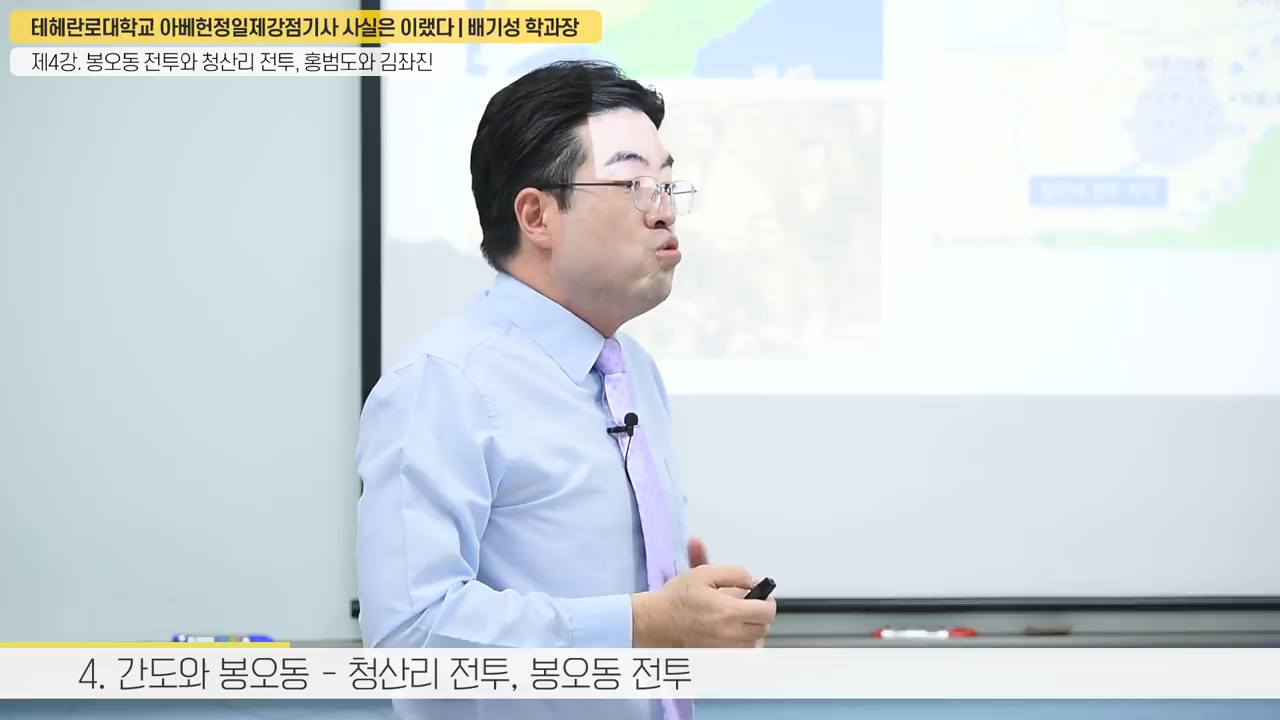 테헤란로대학교 아베헌정일제강점기사 사실은 이랬다 | 배기성 학과장
제4강. 봉오동 전투와 청산리 전투, 홍범도와 김좌진
4. 간도와 봉오동 - 청산리 전투, 봉오동 전투